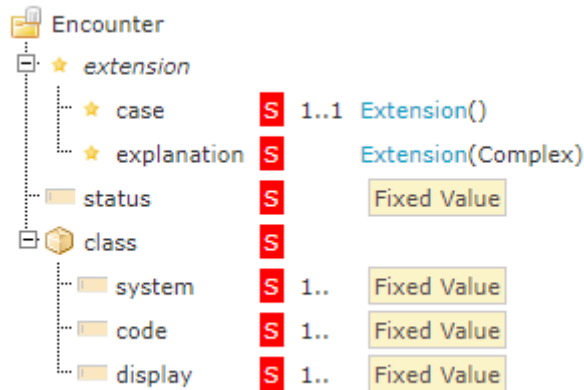 Encounter
extension
case S 1..1 Extension()
explanation S Extension(Complex)
status S Fixed Value
class S
system S 1.. Fixed Value
code S 1.. Fixed Value
display S 1.. Fixed Value